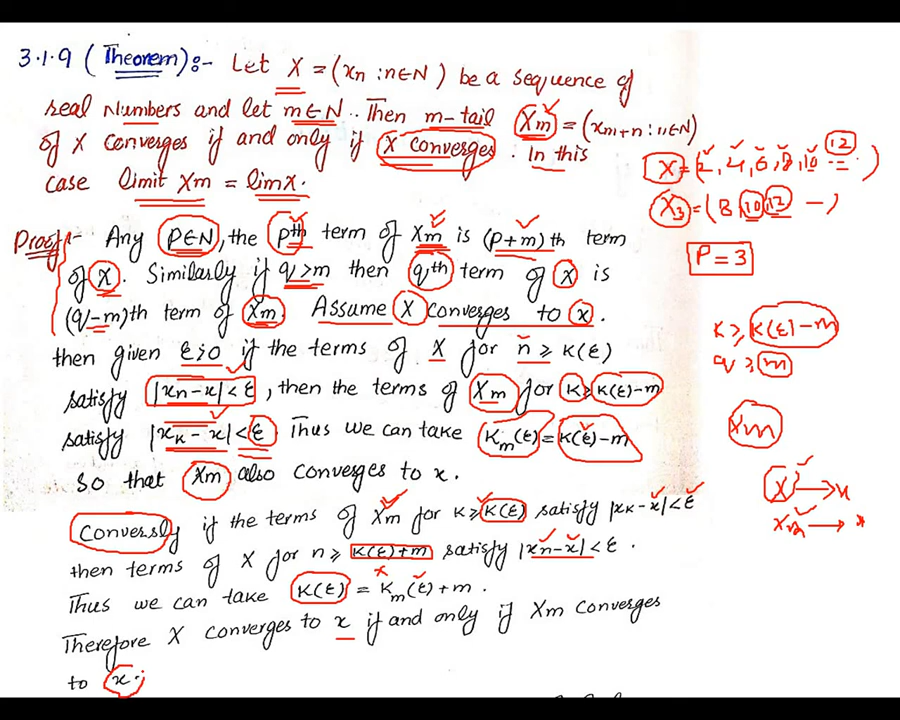 3.1.9 (Theorem):- Let X = (xn : n∈N) be a sequence of
real Numbers and let m∈N. Then m-tail Xm = (xm+n : n∈N)
of X converges if and only if X converges. In this
case limit Xm = limX.
Proof:- Any P∈N, the pth term of Xm is (P+m)th term
of X. Similarly if q>m then qth term of X is
(q-m)th term of Xm. Assume X converges to x.
then given ε>0 if the terms of X for n ≥ K(ε)
satisfy |xn-x|<ε, then the terms of Xm for K≥K(ε)-m
satisfy |xK-x|<ε Thus we can take Km(ε)=K(ε)-m
so that Xm also converges to x.
Conversly if the terms of Xm for K≥K(ε) satisfy |xK-x|<ε
then terms of X for n≥ K(ε)+m satisfy |xn-x|<ε.
Thus we can take K(ε) = Km(ε)+m.
Therefore X converges to x if and only if Xm converges
to x.
X=(2, 4, 6, 8, 10 12 )
X3=(8, 10 12 -)
P=3
K≥ K(ε)-m
q≥m
Xm
X → x
Xm → x